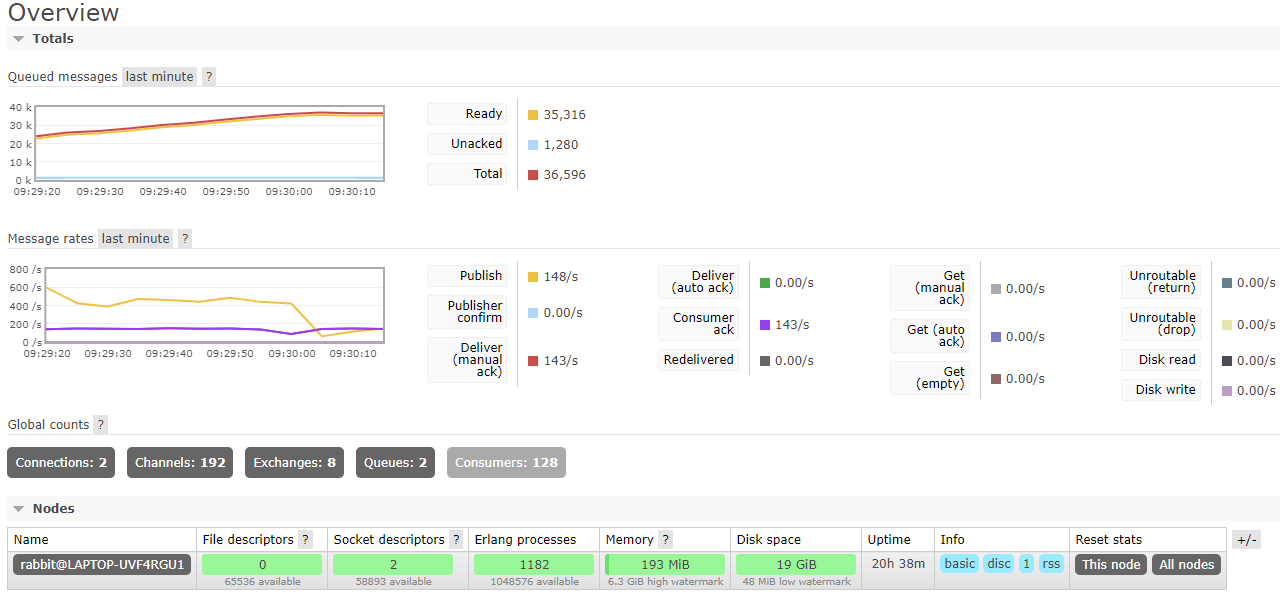 Overview
Totals
Queued messages last minute ?
40 k
30 k
20 k
10 k
0 k
09:29:20 09:29:30 09:29:40 09:29:50 09:30:00 09:30:10
Ready 35,316
Unacked 1,280
Total 36,596
Message rates last minute ?
800 /s
600 /s
400 /s
200 /s
0 /s
09:29:20 09:29:30 09:29:40 09:29:50 09:30:00 09:30:10
Publish 148/s
Publisher
confirm 0.00/s
Deliver
(manual
ack) 143/s
Deliver
(auto ack) 0.00/s
Consumer
ack 143/s
Redelivered 0.00/s
Get
(manual
ack) 0.00/s
Get (auto
ack) 0.00/s
Get
(empty) 0.00/s
Unroutable
(return) 0.00/s
Unroutable
(drop) 0.00/s
Disk read 0.00/s
Disk write 0.00/s
Global counts ?
Connections: 2 Channels: 192 Exchanges: 8 Queues: 2 Consumers: 128
Nodes
Name File descriptors ? Socket descriptors ? Erlang processes Memory ? Disk space Uptime Info Reset stats +/-
rabbit@LAPTOP-UVF4RGU1 0 2 1182 193 MiB 19 GiB 20h 38m basic disc 1 rss This node All nodes
65536 available 58893 available 1048576 available 6.3 GiB high watermark 48 MiB low watermark